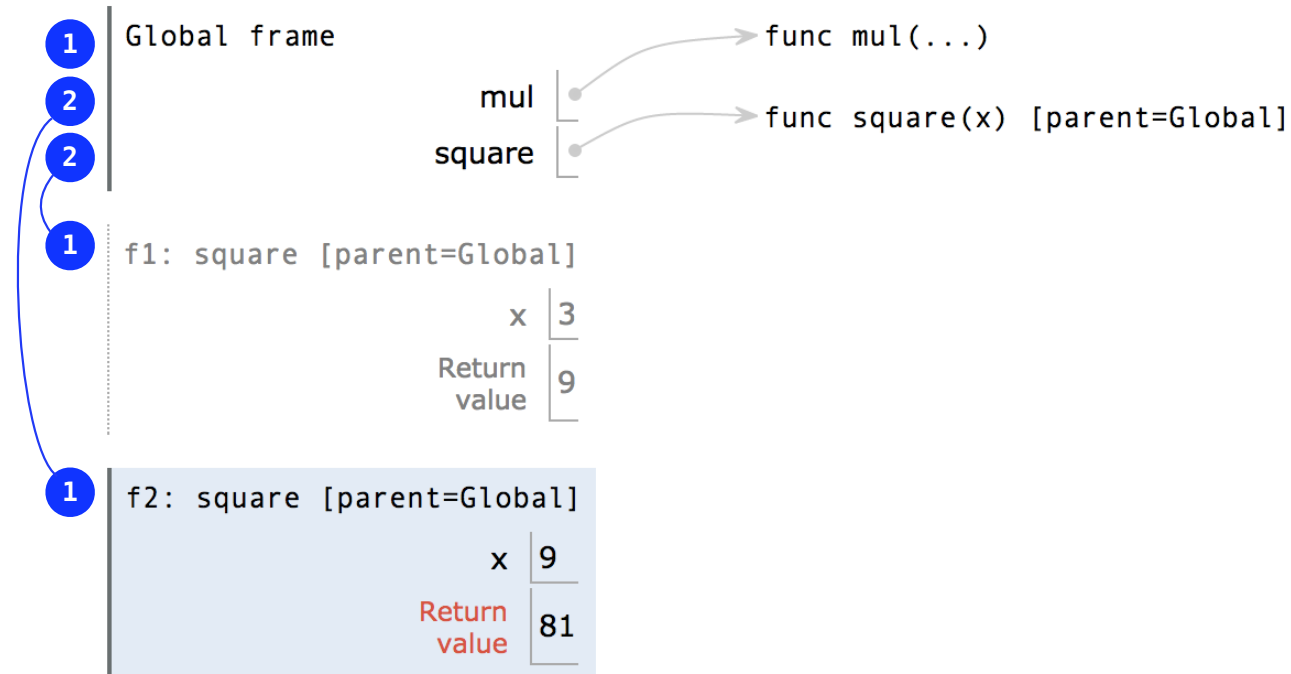 1 Global frame
func mul(...)
2 mul
func square(x) [parent=Global]
2 square
1 f1: square [parent=Global]
x 3
Return
value 9
1 f2: square [parent=Global]
x 9
Return
value 81